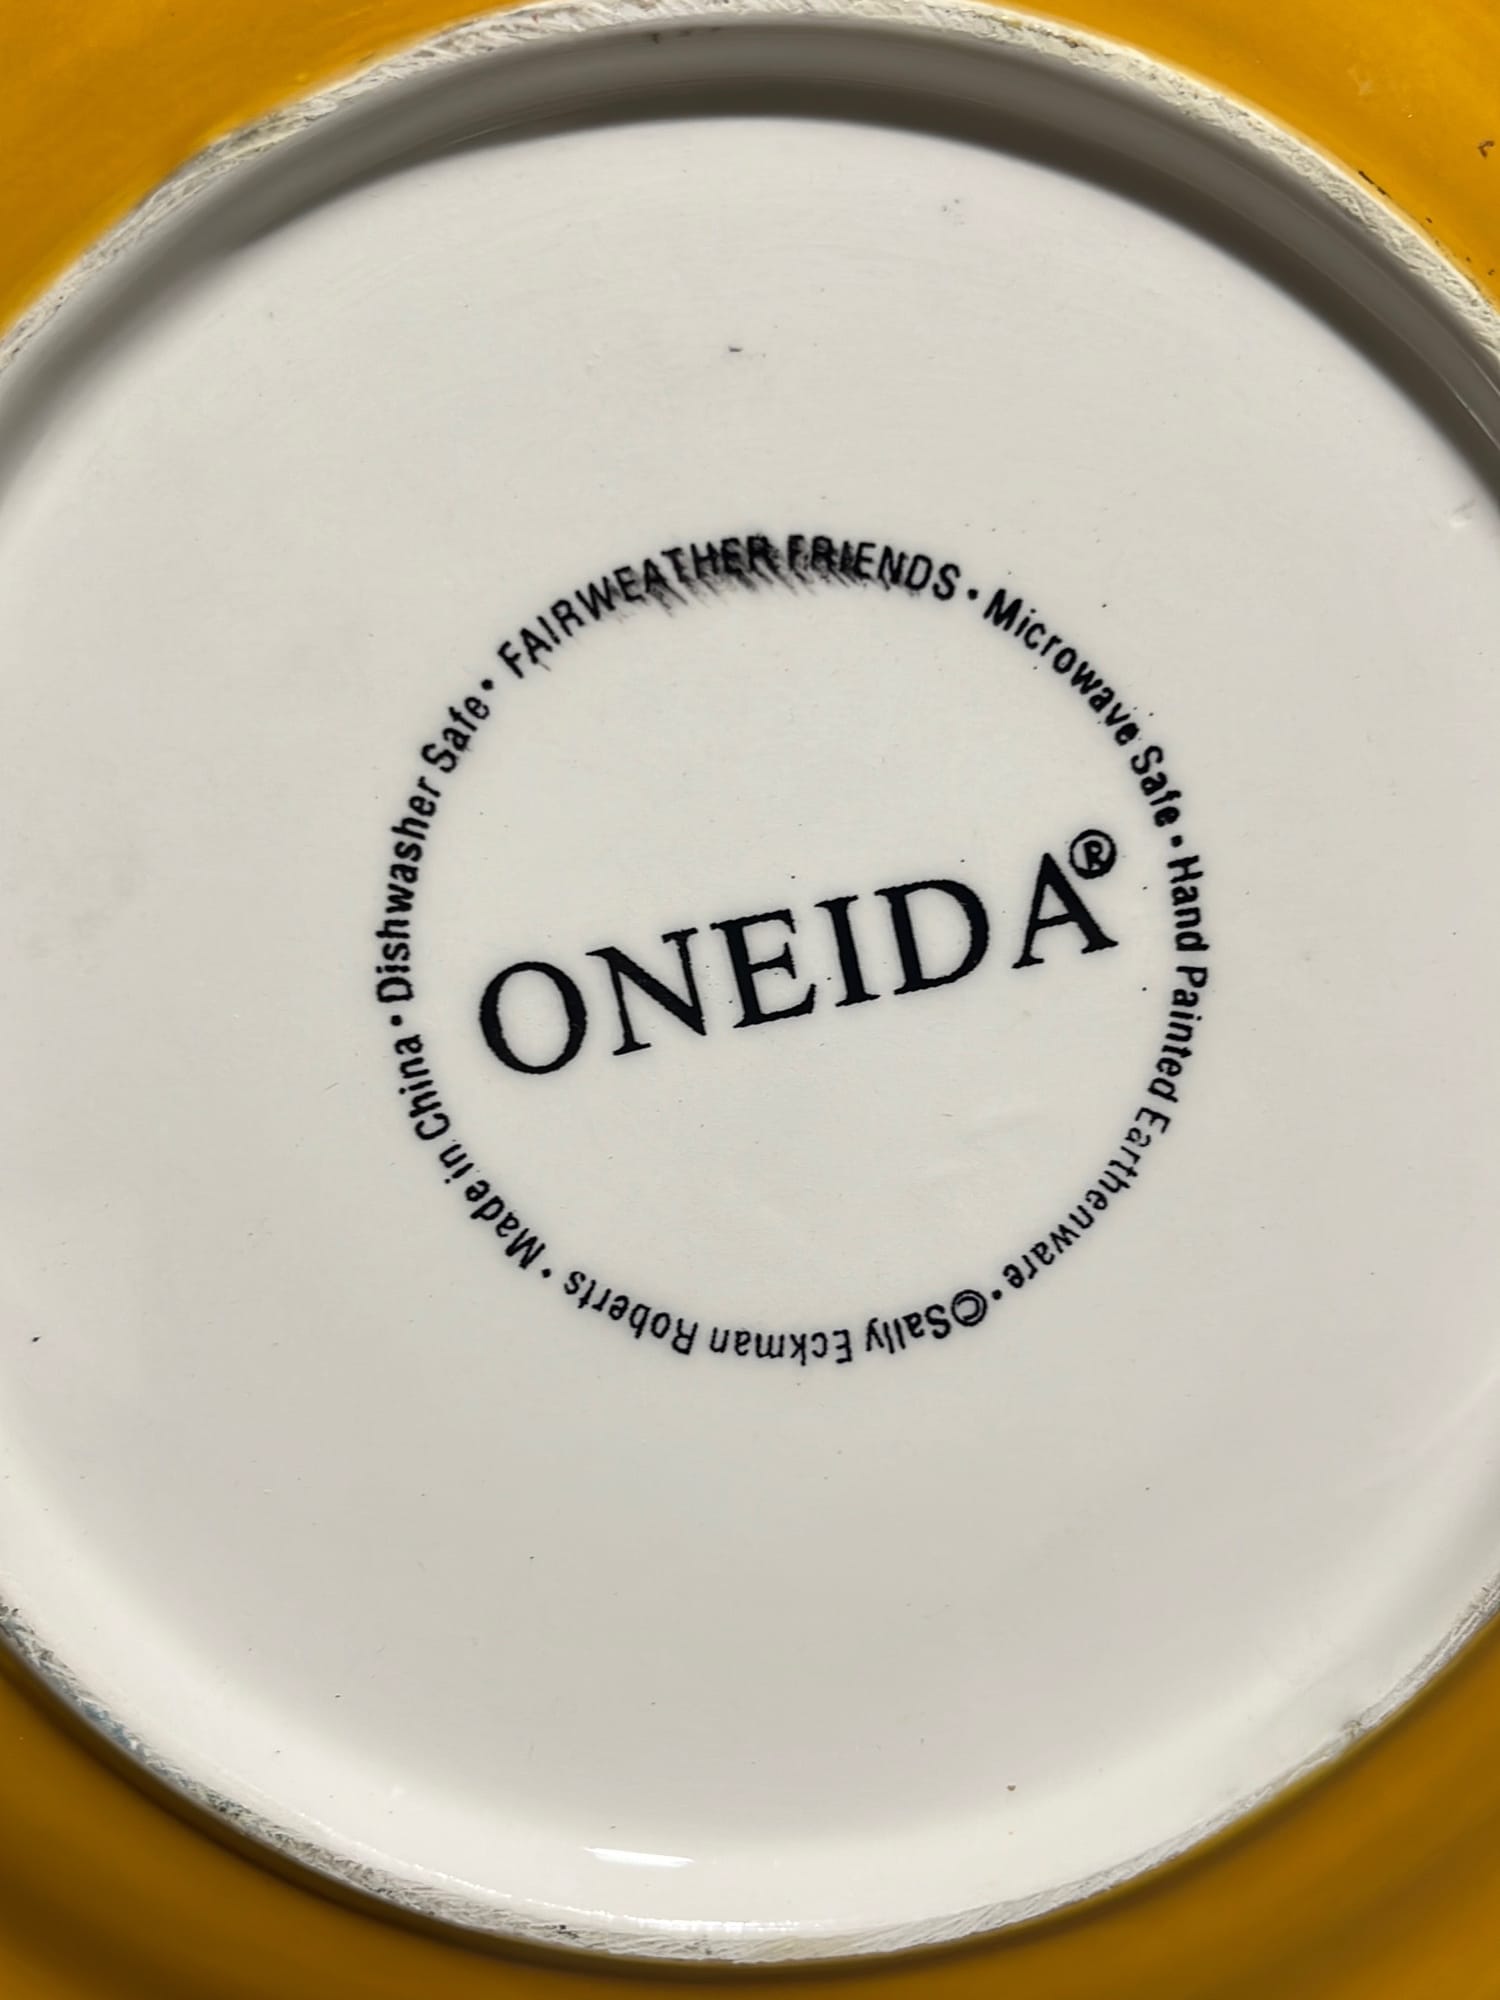 FAIRWEATHER FRIENDS • Microwave Safe • Hand Painted Earthenware • ©Sally Eckman Roberts • Made in China • Dishwasher Safe •
ONEIDA®